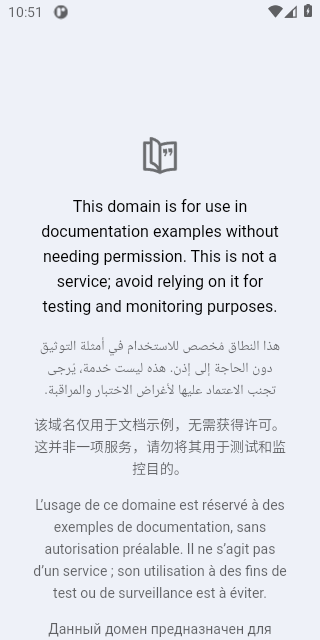 10:51
This domain is for use in
documentation examples without
needing permission. This is not a
service; avoid relying on it for
testing and monitoring purposes.
هذا النطاق مُخصص للاستخدام في أمثلة التوثيق
دون الحاجة إلى إذن. هذه ليست خدمة، يُرجى
تجنب الاعتماد عليها لأغراض الاختبار والمراقبة.
该域名仅用于文档示例，无需获得许可。
这并非一项服务，请勿将其用于测试和监
控目的。
L’usage de ce domaine est réservé à des
exemples de documentation, sans
autorisation préalable. Il ne s’agit pas
d’un service ; son utilisation à des fins de
test ou de surveillance est à éviter.
Данный домен предназначен для